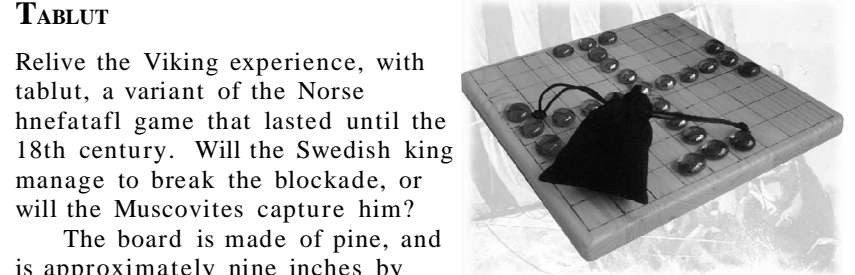 TABLUT
Relive the Viking experience, with
tablut, a variant of the Norse
hnefatafl game that lasted until the
18th century. Will the Swedish king
manage to break the blockade, or
will the Muscovites capture him?
The board is made of pine, and
is approximately nine inches by